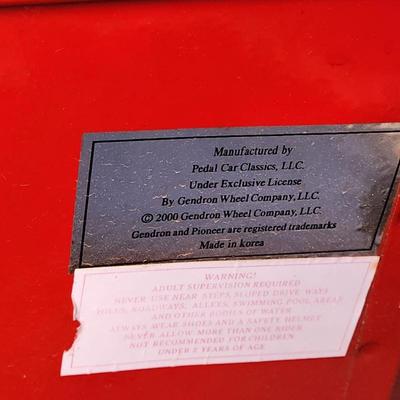 Manufactured by
Pedal Car Classics, LLC.
Under Exclusive License
By Gendron Wheel Company, LLC.
© 2000 Gendron Wheel Company, LLC.
Gendron and Pioneer are registered trademarks
Made in korea
WARNING!
ADULT SUPERVISION REQUIRED
NEVER USE NEAR STEPS, SLOPED DRIVE WAYS
HILLS, ROADWAYS, ALLEYS, SWIMMING POOL AREAS
AND OTHER BODIES OF WATER
ALWAYS WEAR SHOES AND A SAFETY HELMET
NEVER ALLOW MORE THAN ONE RIDER
NOT RECOMMENDED FOR CHILDREN
UNDER 2 YEARS OF AGE